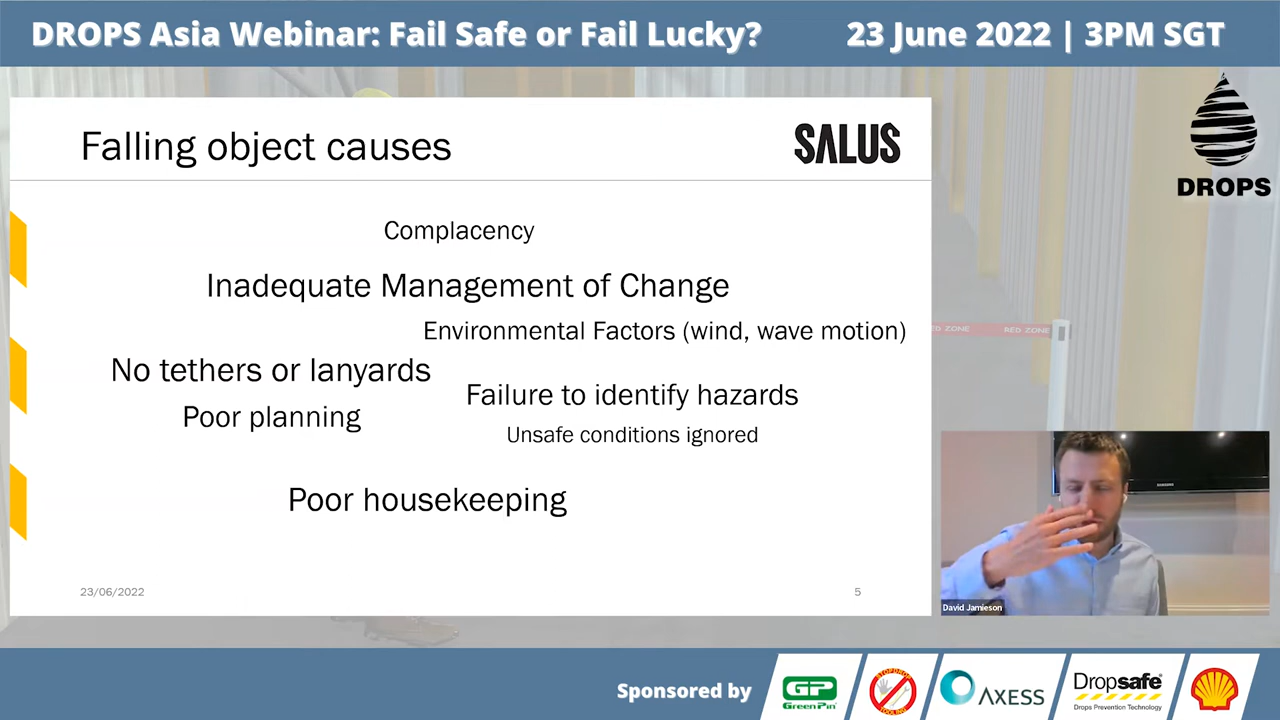 DROPS Asia Webinar: Fail Safe or Fail Lucky?
23 June 2022 | 3PM SGT
DROPS
Falling object causes
SALUS
Complacency
Inadequate Management of Change
Environmental Factors (wind, wave motion)
No tethers or lanyards
Failure to identify hazards
Poor planning
Unsafe conditions ignored
Poor housekeeping
23/06/2022
5
RED ZONE
SAMSUNG
David Jamieson
Sponsored by
GP
Green Pin
AXESS
Dropsafe
Drops Prevention Technology